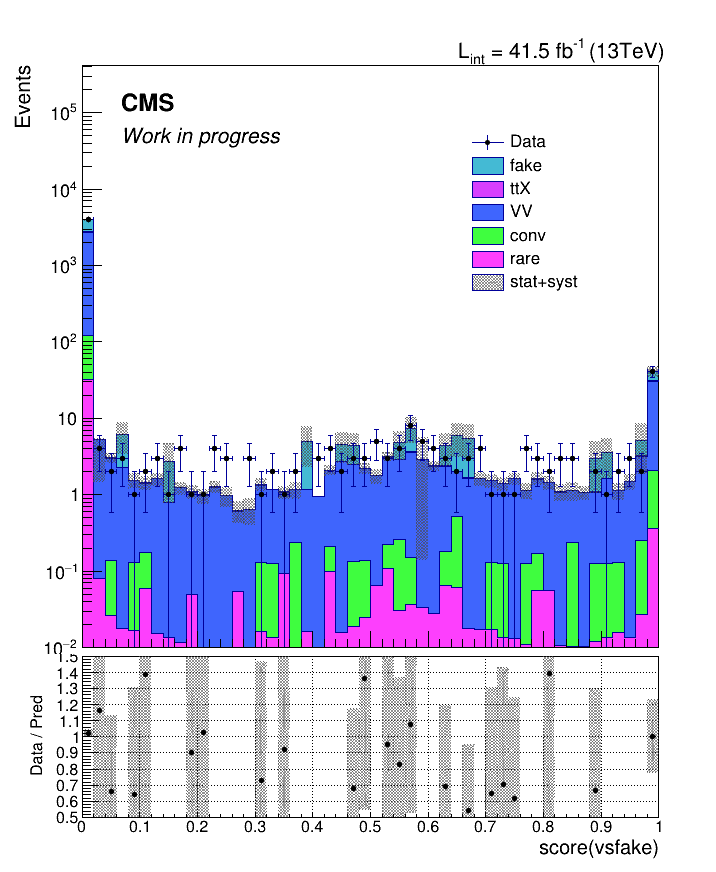 L_int = 41.5 fb^-1 (13TeV)
Events
CMS
Work in progress
Data
fake
ttX
VV
conv
rare
stat+syst
10^5
10^4
10^3
10^2
10
1
10^−1
10^−2
Data / Pred
1.5
1.4
1.3
1.2
1.1
1
0.9
0.8
0.7
0.6
0.5
0 0.1 0.2 0.3 0.4 0.5 0.6 0.7 0.8 0.9 1
score(vsfake)